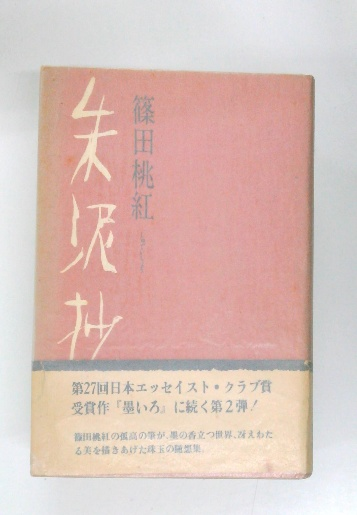 朱泥抄
篠田桃紅
第27回日本エッセイスト・クラブ賞
受賞作『墨いろ』に続く第2弾!
篠田桃紅の孤高の筆が、墨の香立つ世界、冴えわた
る美を描きあげた珠玉の随想集。